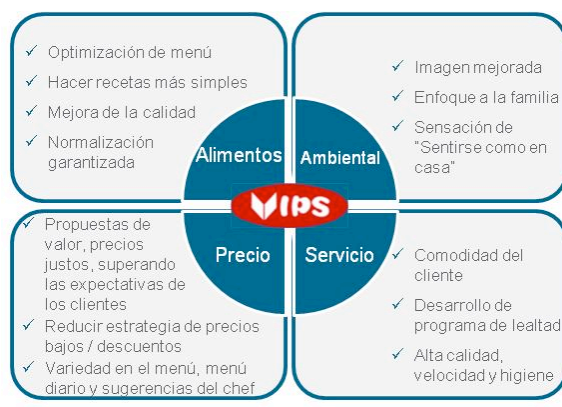 Optimización de menú
Hacer recetas más simples
Mejora de la calidad
Normalización
garantizada
Alimentos
Imagen mejorada
Enfoque a la familia
Sensación de
"Sentirse como en
casa"
Ambiental
VIPS
Propuestas de
valor, precios
justos, superando
las expectativas de
los clientes
Reducir estrategia de precios
bajos / descuentos
Variedad en el menú, menú
diario y sugerencias del chef
Precio
Servicio
Comodidad del
cliente
Desarrollo de
programa de lealtad
Alta calidad,
velocidad y higiene